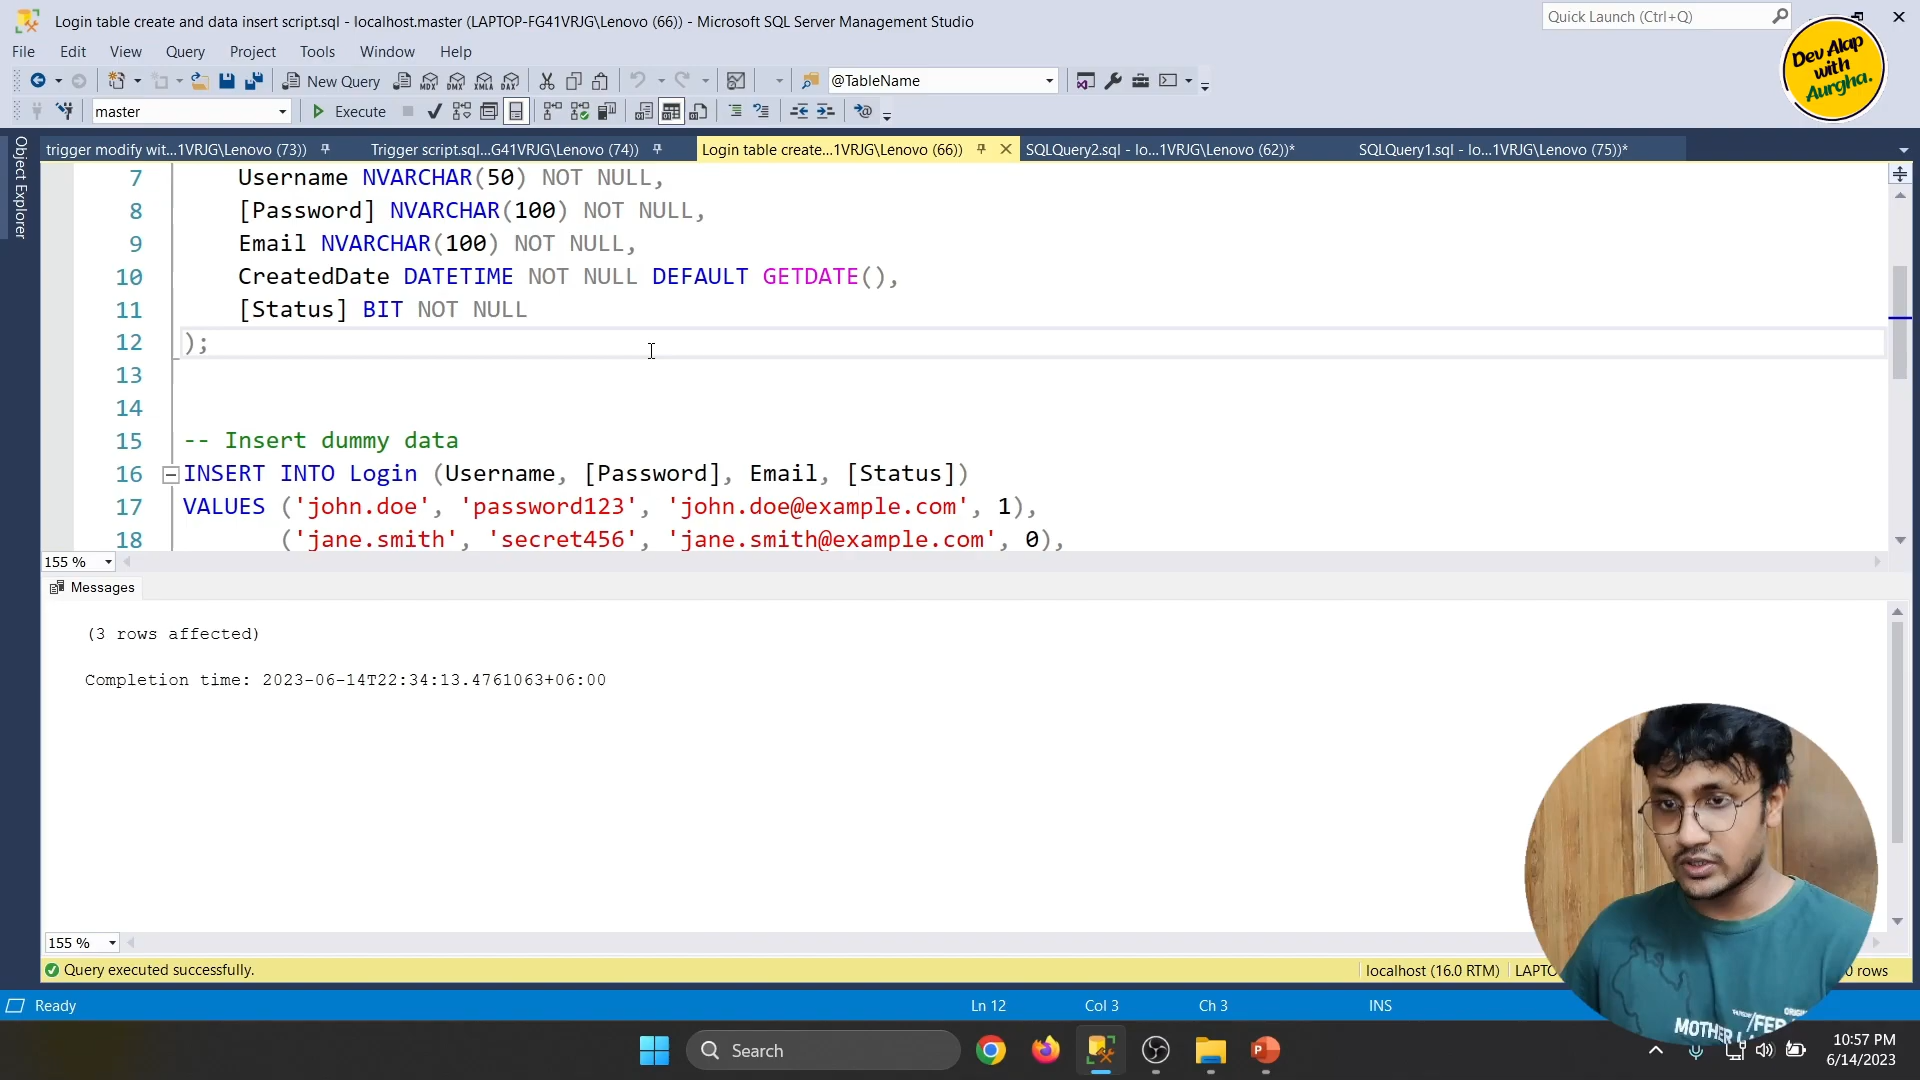 Login table create and data insert script.sql - localhost.master (LAPTOP-FG41VRJG\Lenovo (66)) - Microsoft SQL Server Management Studio
Quick Launch (Ctrl+Q)
File Edit View Query Project Tools Window Help
Dev Alap
with
Aurgha.
New Query
MDX DMX XMLA DAX
@TableName
master
Execute
Object Explorer
trigger modify wit...1VRJG\Lenovo (73))
Trigger script.sql...G41VRJG\Lenovo (74))
Login table create...1VRJG\Lenovo (66))
SQLQuery2.sql - lo...1VRJG\Lenovo (62))*
SQLQuery1.sql - lo...1VRJG\Lenovo (75))*
7 Username NVARCHAR(50) NOT NULL,
8 [Password] NVARCHAR(100) NOT NULL,
9 Email NVARCHAR(100) NOT NULL,
10 CreatedDate DATETIME NOT NULL DEFAULT GETDATE(),
11 [Status] BIT NOT NULL
12 );
13
14
15 -- Insert dummy data
16 INSERT INTO Login (Username, [Password], Email, [Status])
17 VALUES ('john.doe', 'password123', 'john.doe@example.com', 1),
18 ('jane.smith', 'secret456', 'jane.smith@example.com', 0),
155 %
Messages
(3 rows affected)
Completion time: 2023-06-14T22:34:13.4761063+06:00
155 %
Query executed successfully.
localhost (16.0 RTM)
LAPTO
0 rows
Ready
Ln 12
Col 3
Ch 3
INS
MOTHER
Search
10:57 PM
6/14/2023